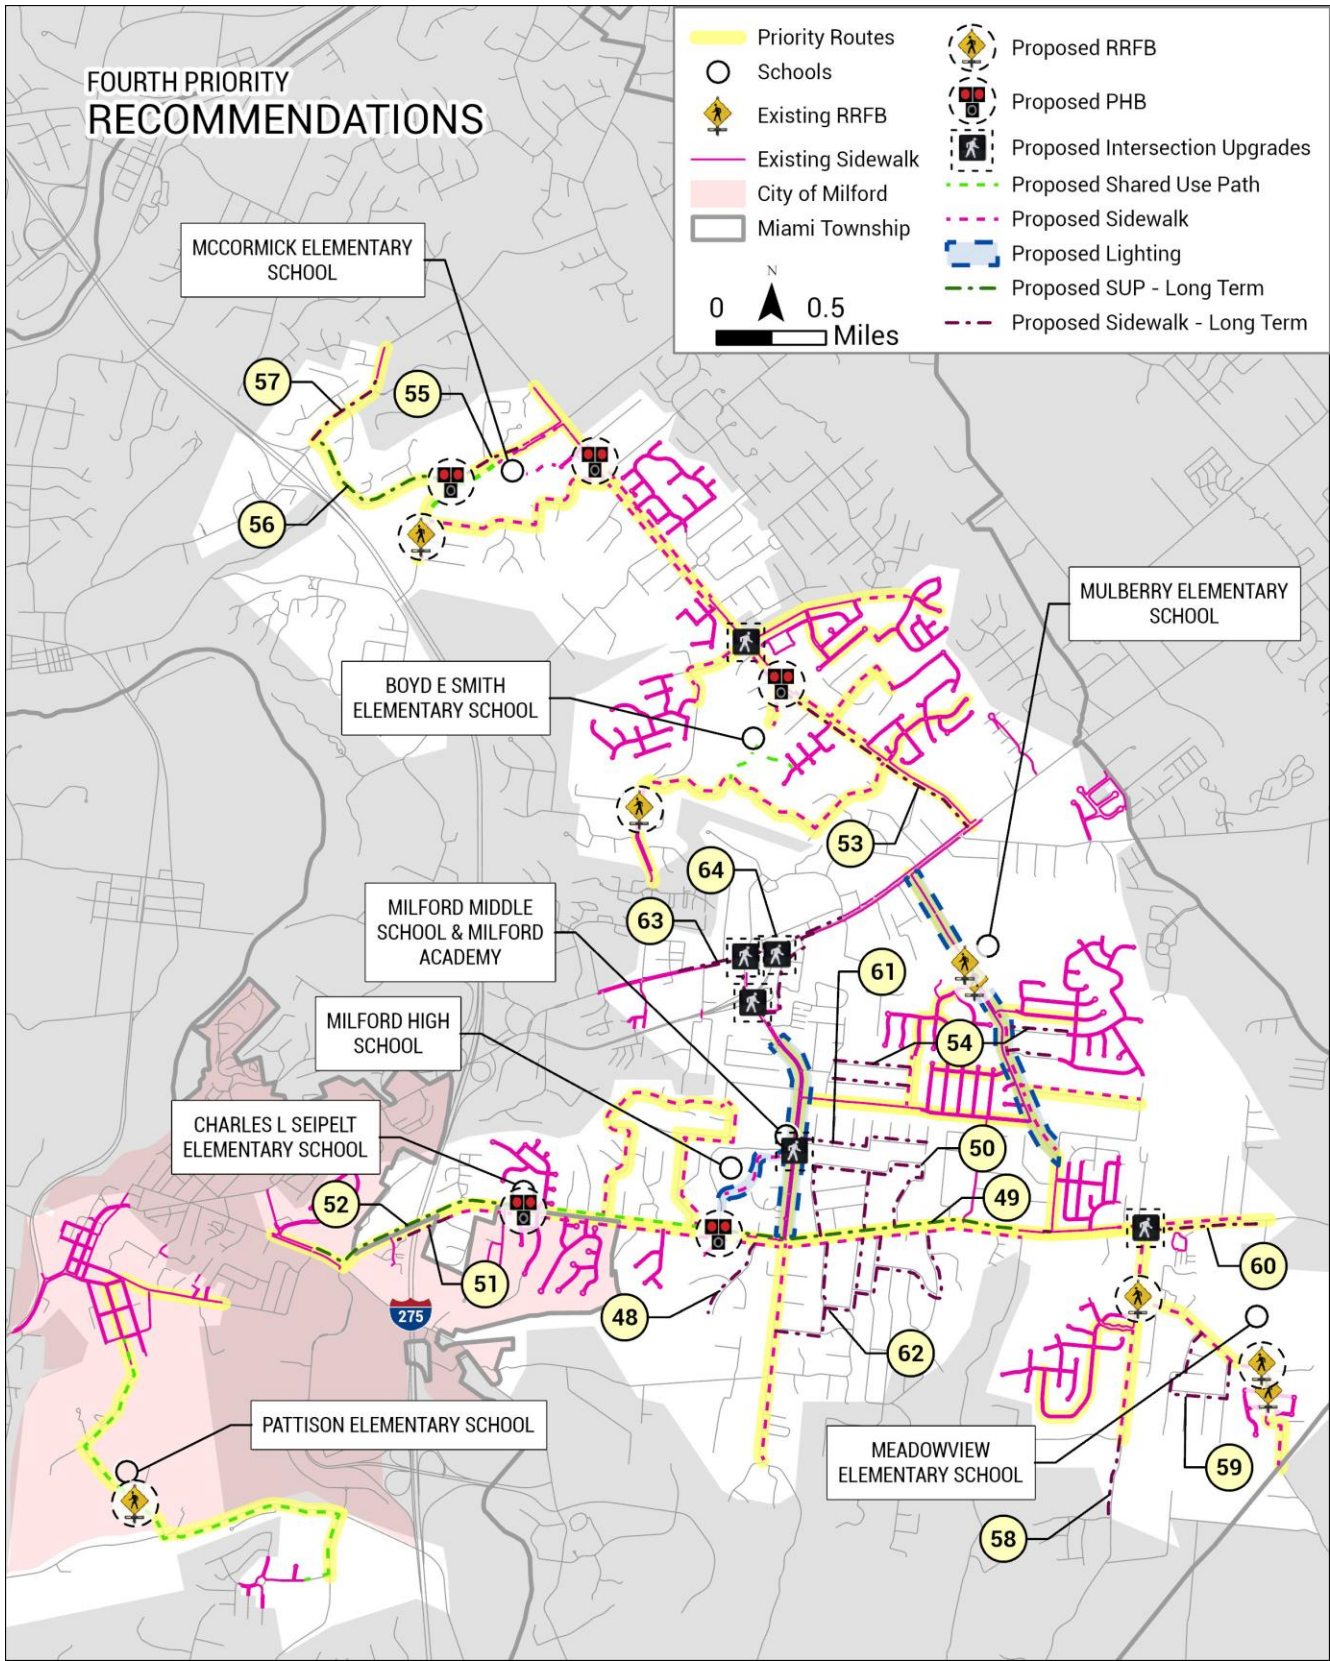 FOURTH PRIORITY
RECOMMENDATIONS
Priority Routes
Schools
Existing RRFB
Existing Sidewalk
City of Milford
Miami Township
N
0 0.5
Miles
Proposed RRFB
Proposed PHB
Proposed Intersection Upgrades
Proposed Shared Use Path
Proposed Sidewalk
Proposed Lighting
Proposed SUP - Long Term
Proposed Sidewalk - Long Term
MCCORMICK ELEMENTARY
SCHOOL
57
55
56
MULBERRY ELEMENTARY
SCHOOL
BOYD E SMITH
ELEMENTARY SCHOOL
53
64
63
MILFORD MIDDLE
SCHOOL & MILFORD
ACADEMY
61
MILFORD HIGH
SCHOOL
54
CHARLES L SEIPELT
ELEMENTARY SCHOOL
50
52
49
51
60
275
48
62
PATTISON ELEMENTARY SCHOOL
MEADOWVIEW
ELEMENTARY SCHOOL
59
58